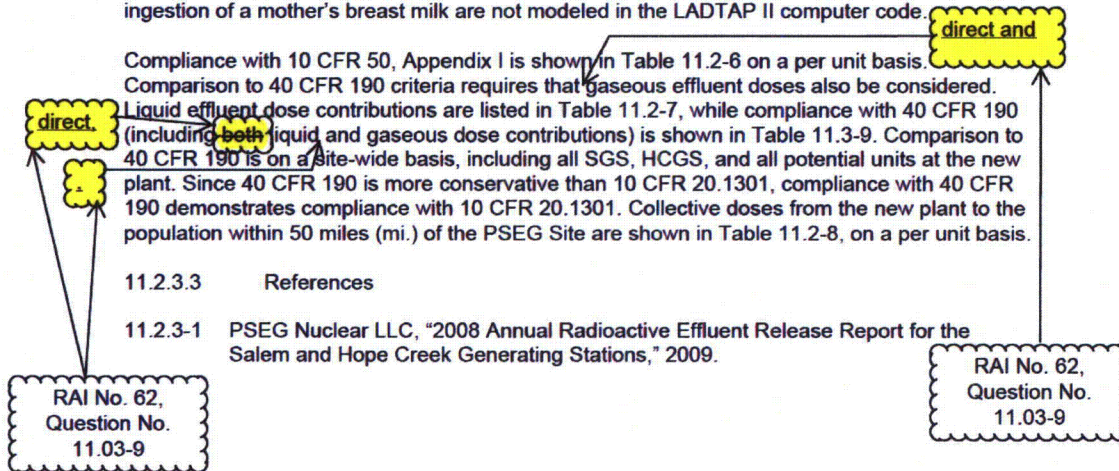 ingestion of a mother's breast milk are not modeled in the LADTAP II computer code.
direct and
Compliance with 10 CFR 50, Appendix I is shown in Table 11.2-6 on a per unit basis.
Comparison to 40 CFR 190 criteria requires that gaseous effluent doses also be considered.
Liquid effluent dose contributions are listed in Table 11.2-7, while compliance with 40 CFR 190
direct,
(including both liquid and gaseous dose contributions) is shown in Table 11.3-9. Comparison to
40 CFR 190 is on a site-wide basis, including all SGS, HCGS, and all potential units at the new
,
plant. Since 40 CFR 190 is more conservative than 10 CFR 20.1301, compliance with 40 CFR
190 demonstrates compliance with 10 CFR 20.1301. Collective doses from the new plant to the
population within 50 miles (mi.) of the PSEG Site are shown in Table 11.2-8, on a per unit basis.
11.2.3.3 References
11.2.3-1 PSEG Nuclear LLC, "2008 Annual Radioactive Effluent Release Report for the
Salem and Hope Creek Generating Stations," 2009.
RAI No. 62,
Question No.
11.03-9
RAI No. 62,
Question No.
11.03-9